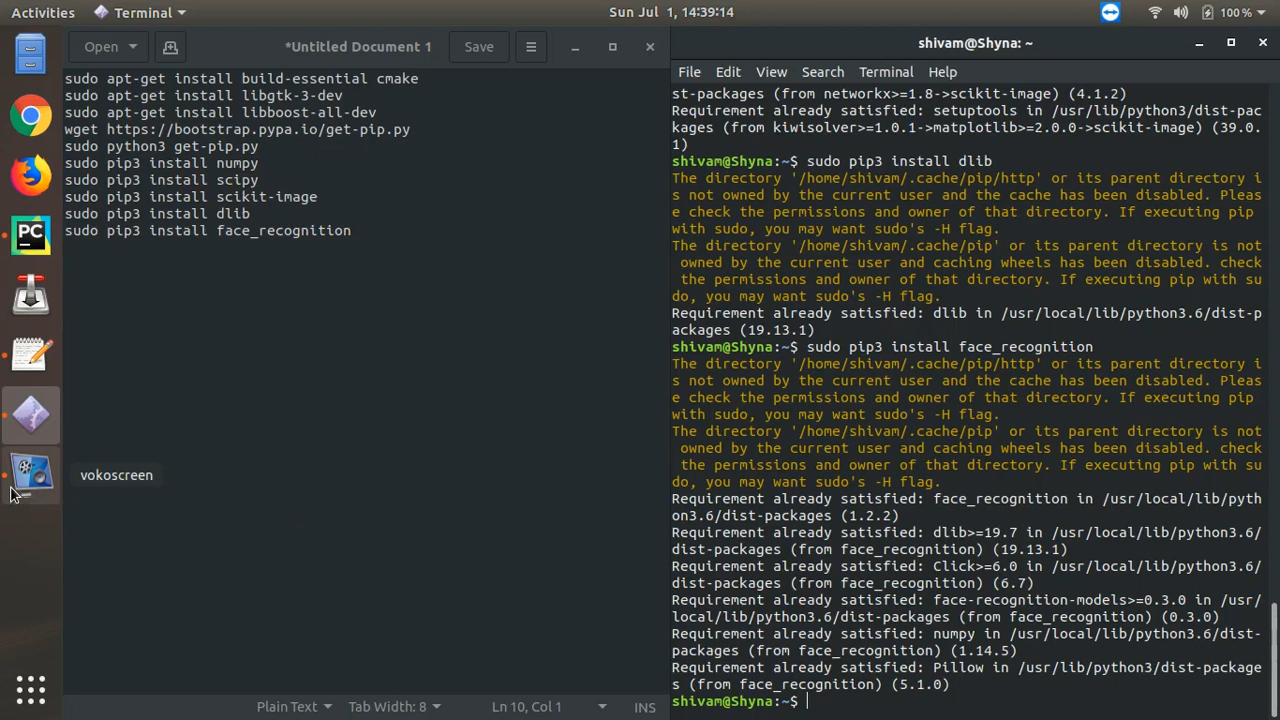 Activities
Terminal
Sun Jul 1, 14:39:14
100 %
Open
*Untitled Document 1
Save
sudo apt-get install build-essential cmake
sudo apt-get install libgtk-3-dev
sudo apt-get install libboost-all-dev
wget https://bootstrap.pypa.io/get-pip.py
sudo python3 get-pip.py
sudo pip3 install numpy
sudo pip3 install scipy
sudo pip3 install scikit-image
sudo pip3 install dlib
sudo pip3 install face_recognition
PC
vokoscreen
Plain Text
Tab Width: 8
Ln 10, Col 1
INS
shivam@Shyna: ~
File Edit View Search Terminal Help
st-packages (from networkx>=1.8->scikit-image) (4.1.2)
Requirement already satisfied: setuptools in /usr/lib/python3/dist-pac
kages (from kiwisolver>=1.0.1->matplotlib>=2.0.0->scikit-image) (39.0.
1)
shivam@Shyna:~$ sudo pip3 install dlib
The directory '/home/shivam/.cache/pip/http' or its parent directory i
s not owned by the current user and the cache has been disabled. Pleas
e check the permissions and owner of that directory. If executing pip
with sudo, you may want sudo's -H flag.
The directory '/home/shivam/.cache/pip' or its parent directory is not
owned by the current user and caching wheels has been disabled. check
the permissions and owner of that directory. If executing pip with su
do, you may want sudo's -H flag.
Requirement already satisfied: dlib in /usr/local/lib/python3.6/dist-p
ackages (19.13.1)
shivam@Shyna:~$ sudo pip3 install face_recognition
The directory '/home/shivam/.cache/pip/http' or its parent directory i
s not owned by the current user and the cache has been disabled. Pleas
e check the permissions and owner of that directory. If executing pip
with sudo, you may want sudo's -H flag.
The directory '/home/shivam/.cache/pip' or its parent directory is not
owned by the current user and caching wheels has been disabled. check
the permissions and owner of that directory. If executing pip with su
do, you may want sudo's -H flag.
Requirement already satisfied: face_recognition in /usr/local/lib/pyth
on3.6/dist-packages (1.2.2)
Requirement already satisfied: dlib>=19.7 in /usr/local/lib/python3.6/
dist-packages (from face_recognition) (19.13.1)
Requirement already satisfied: Click>=6.0 in /usr/local/lib/python3.6/
dist-packages (from face_recognition) (6.7)
Requirement already satisfied: face-recognition-models>=0.3.0 in /usr/
local/lib/python3.6/dist-packages (from face_recognition) (0.3.0)
Requirement already satisfied: numpy in /usr/local/lib/python3.6/dist-
packages (from face_recognition) (1.14.5)
Requirement already satisfied: Pillow in /usr/lib/python3/dist-package
s (from face_recognition) (5.1.0)
shivam@Shyna:~$